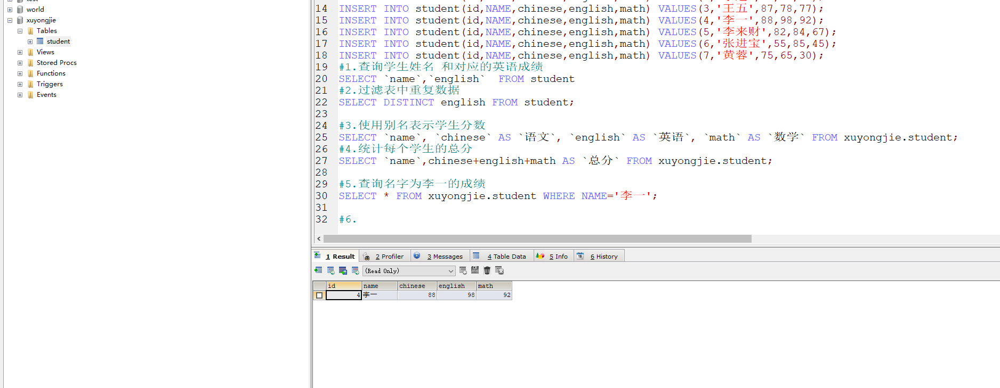 world
xuyongjie
Tables
student
Views
Stored Procs
Functions
Triggers
Events
14 INSERT INTO student(id,NAME,chinese,english,math) VALUES(3,'王五',87,78,77);
15 INSERT INTO student(id,NAME,chinese,english,math) VALUES(4,'李一',88,98,92);
16 INSERT INTO student(id,NAME,chinese,english,math) VALUES(5,'李来财',82,84,67);
17 INSERT INTO student(id,NAME,chinese,english,math) VALUES(6,'张进宝',55,85,45);
18 INSERT INTO student(id,NAME,chinese,english,math) VALUES(7,'黄蓉',75,65,30);
19 #1.查询学生姓名 和对应的英语成绩
20 SELECT `name`,`english`  FROM student
21 #2.过滤表中重复数据
22 SELECT DISTINCT english FROM student;
23
24 #3.使用别名表示学生分数
25 SELECT `name`, `chinese` AS `语文`, `english` AS `英语`, `math` AS `数学` FROM xuyongjie.student;
26 #4.统计每个学生的总分
27 SELECT `name`,chinese+english+math AS `总分` FROM xuyongjie.student;
28
29 #5.查询名字为李一的成绩
30 SELECT * FROM xuyongjie.student WHERE NAME='李一';
31
32 #6.
1 Result 2 Profiler 3 Messages 4 Table Data 5 Info 6 History
(Read Only)
id name chinese english math
4 李一 88 98 92